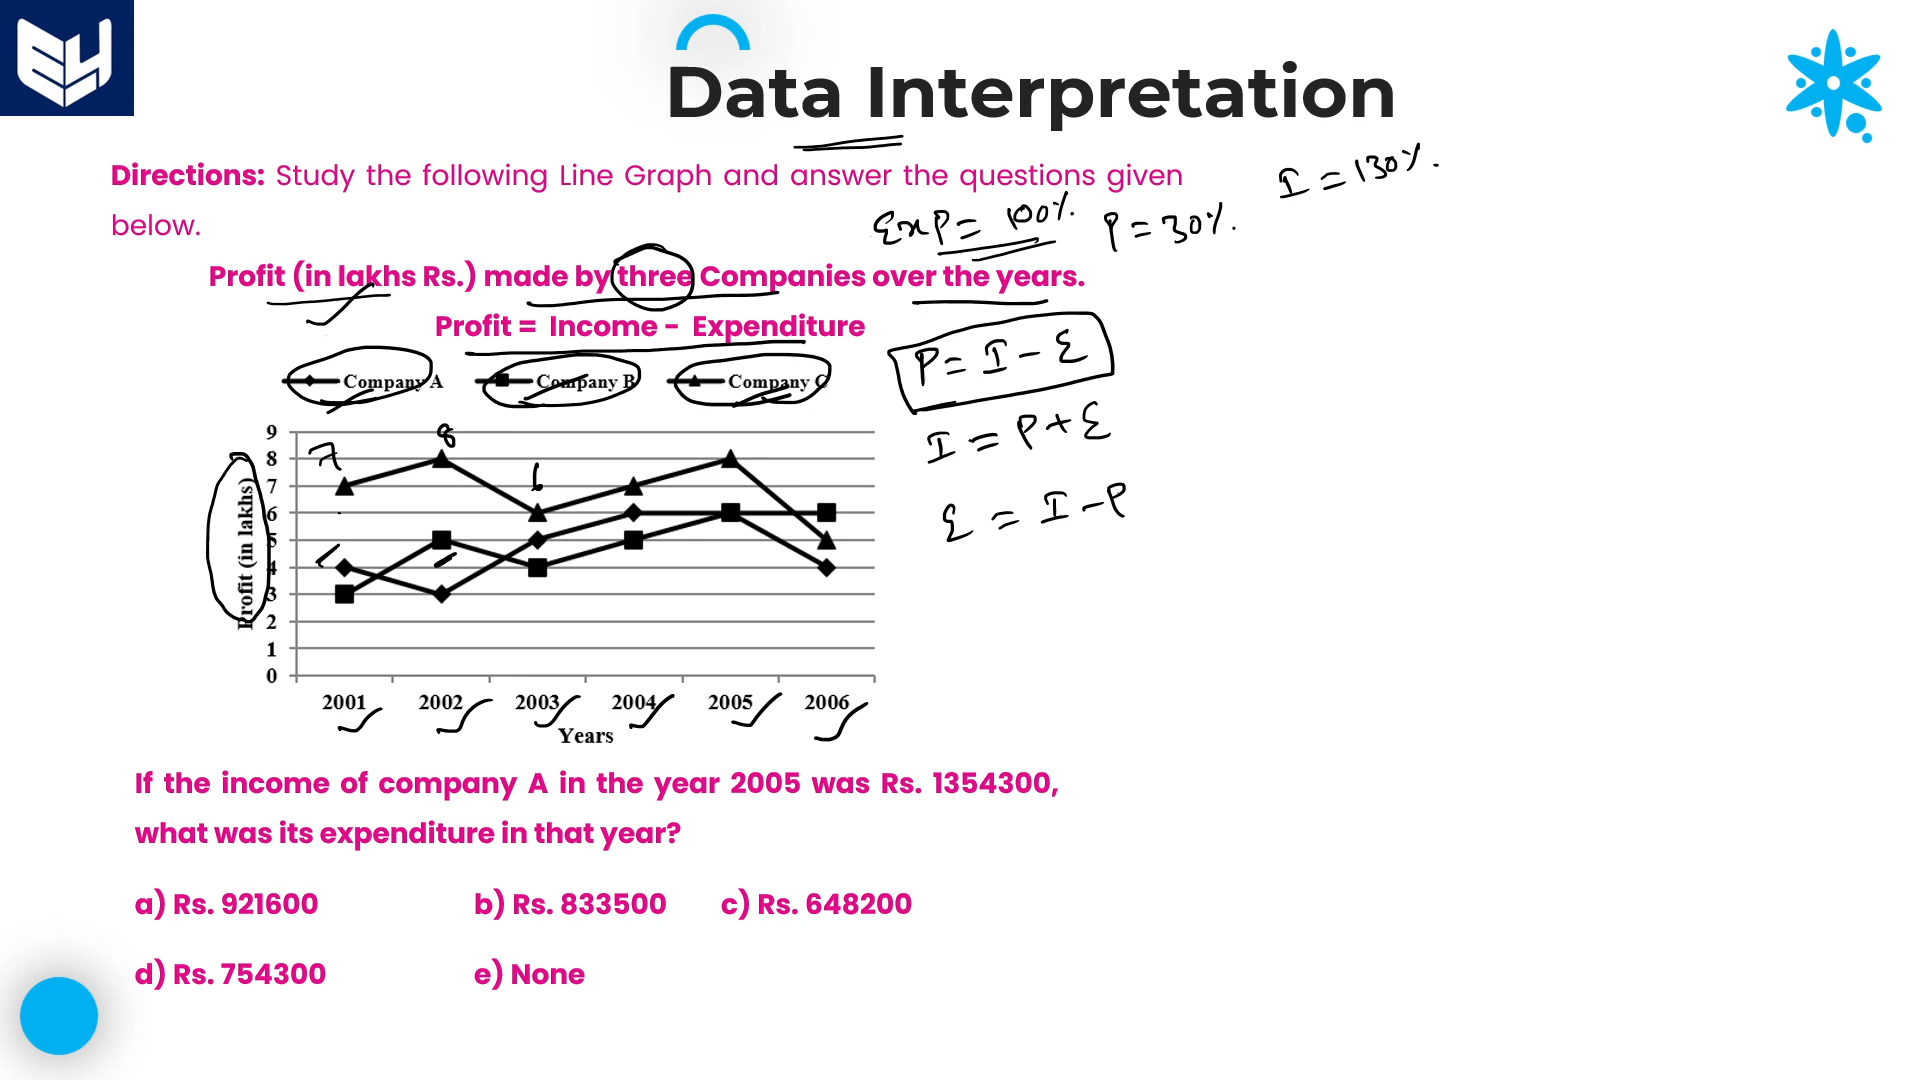 EY
Data Interpretation
Directions: Study the following Line Graph and answer the questions given
below.
I = 130%.
Exp = 100%. P = 30%.
Profit (in lakhs Rs.) made by three Companies over the years.
Profit = Income - Expenditure
P = I - E
I = P + E
E = I - P
Company A Company B Company C
9
8
7
6
5
4
3
2
1
0
Profit (in lakhs)
7
8
6
2001 2002 2003 2004 2005 2006
Years
If the income of company A in the year 2005 was Rs. 1354300,
what was its expenditure in that year?
a) Rs. 921600 b) Rs. 833500 c) Rs. 648200
d) Rs. 754300 e) None